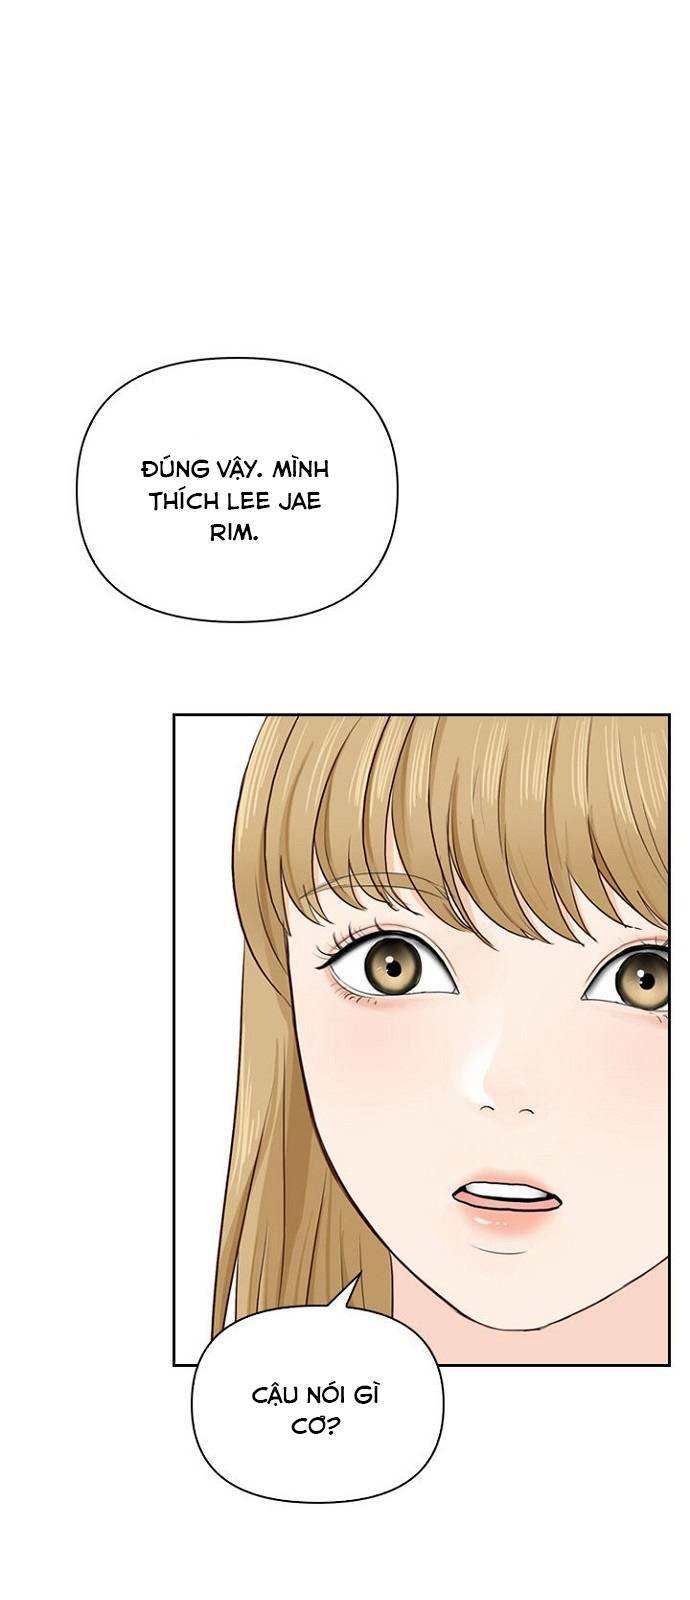 ĐÚNG VẬY. MÌNH
THÍCH LEE JAE
RIM.
CẬU NÓI GÌ
CƠ?